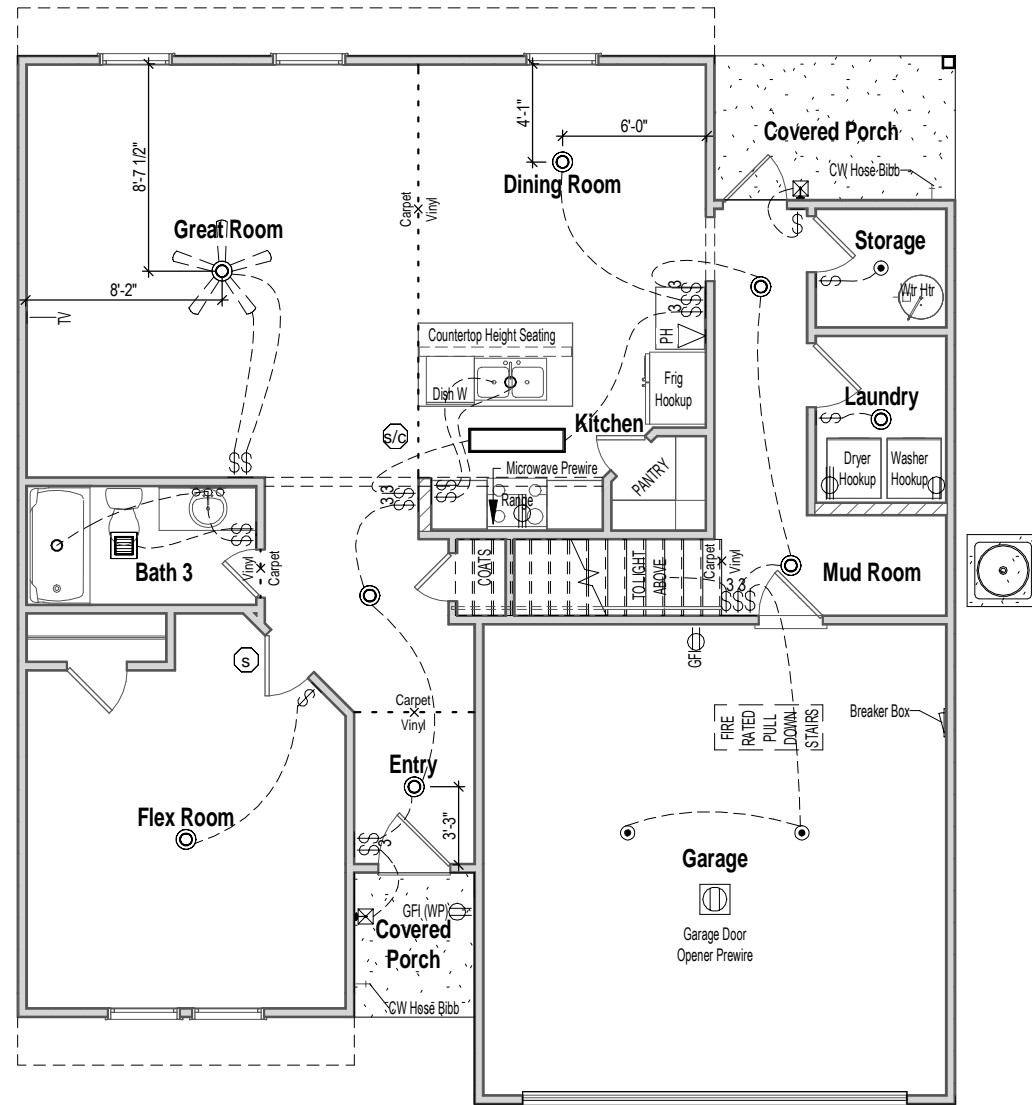 4'-1"
6'-0"
Covered Porch
CW Hose Bibb
8'-7 1/2"
Dining Room
Carpet
Vinyl
Great Room
8'-2"
TV
$
Storage
$
Wtr Htr
3
$$$
3
PH
Countertop Height Seating
Dish W
Frig
Hookup
Laundry
$
Kitchen
s/c
Dryer
Hookup
Washer
Hookup
$$
Microwave Prewire
Range
PANTRY
3 3
$$
$$
$$
Bath 3
Vinyl
Carpet
COATS
TO LIGHT
ABOVE
Carpet
Vinyl
3 3
$$$
Mud Room
S
GFI
$
Carpet
Vinyl
FIRE
RATED
PULL
DOWN
STAIRS
Breaker Box
Entry
3'-3"
Flex Room
$$
3
Garage
GFI (WP)
Covered
Porch
Garage Door
Opener Prewire
CW Hose Bibb